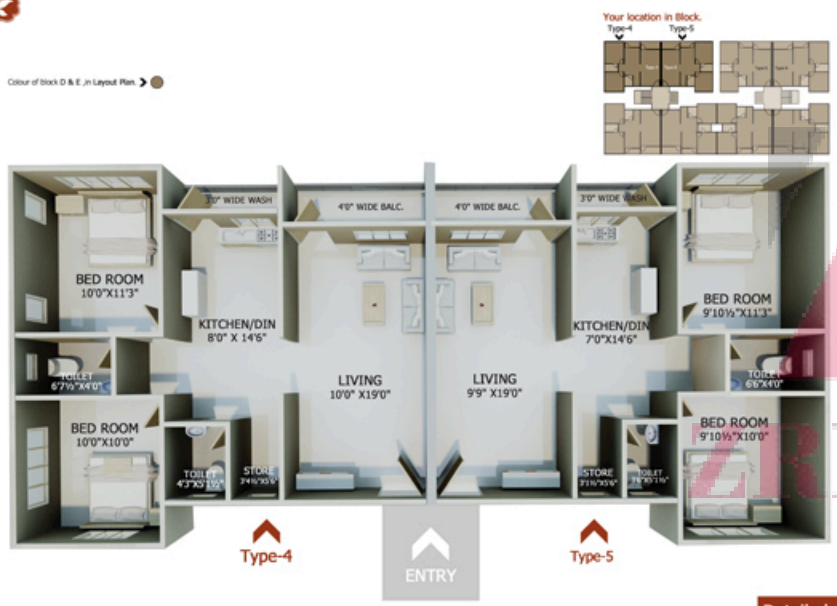 Your location in Block.
Type-4 Type-5
Colour of block D & E ,in Layout Plan.
3'0" WIDE WASH
4'0" WIDE BALC.
4'0" WIDE BALC.
3'0" WIDE WASH
BED ROOM
10'0"X11'3"
KITCHEN/DIN
8'0" X 14'6"
LIVING
10'0" X19'0"
LIVING
9'9" X19'0"
KITCHEN/DIN
7'0"X14'6"
BED ROOM
9'10½"X11'3"
TOILET
6'7½"X4'0"
TOILET
6'6"X4'0"
BED ROOM
10'0"X10'0"
TOILET
4'3"X5'1½"
STORE
3'4½"X5'6"
STORE
3'1½"X5'6"
TOILET
BED ROOM
9'10½"X10'0"
ZR
Type-4
ENTRY
Type-5